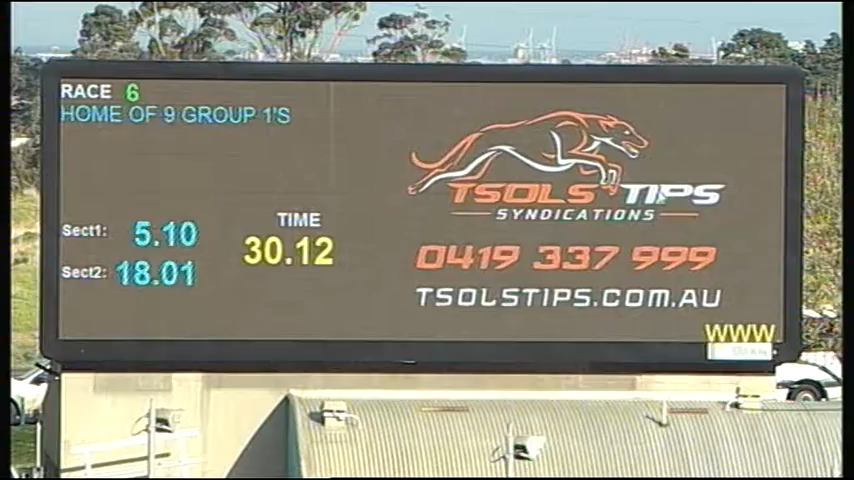 RACE 6
HOME OF 9 GROUP 1'S
Sect1: 5.10
Sect2: 18.01
TIME
30.12
TSOLS TIPS
SYNDICATIONS
0419 337 999
TSOLSTIPS.COM.AU
WWW